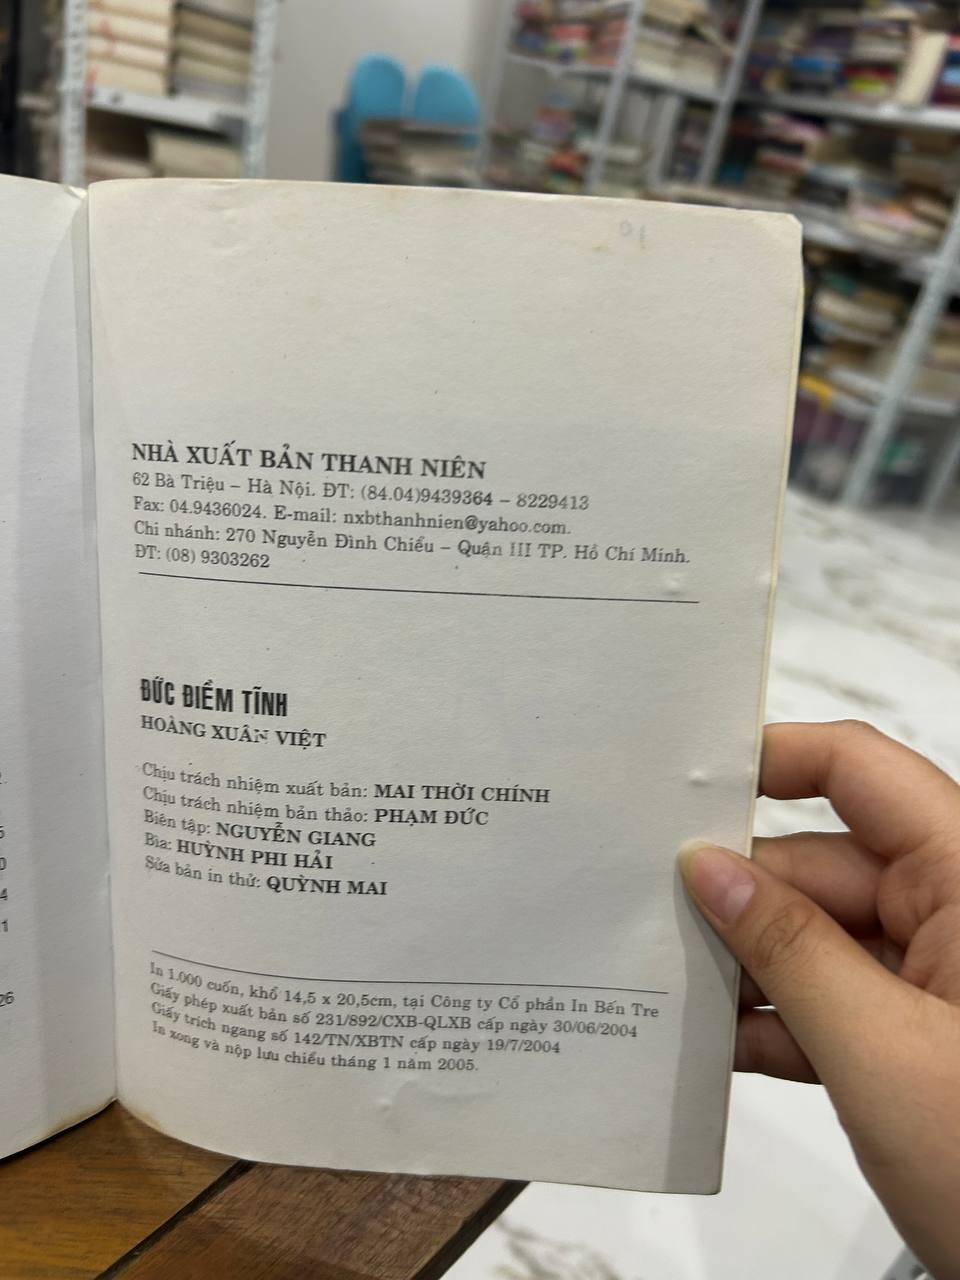 NHÀ XUẤT BẢN THANH NIÊN
62 Bà Triệu – Hà Nội. ĐT: (84.04)9439364 – 8229413
Fax: 04.9436024. E-mail: nxbthanhnien@yahoo.com.
Chi nhánh: 270 Nguyễn Đình Chiểu – Quận III TP. Hồ Chí Minh.
ĐT: (08) 9303262
ĐỨC ĐIỀM TĨNH
HOÀNG XUÂN VIỆT
Chịu trách nhiệm xuất bản: MAI THỜI CHÍNH
Chịu trách nhiệm bản thảo: PHẠM ĐỨC
Biên tập: NGUYỄN GIANG
Bìa: HUỲNH PHI HẢI
Sửa bản in thử: QUỲNH MAI
In 1.000 cuốn, khổ 14,5 x 20,5cm, tại Công ty Cổ phần In Bến Tre
Giấy phép xuất bản số 231/892/CXB-QLXB cấp ngày 30/06/2004
Giấy trích ngang số 142/TN/XBTN cấp ngày 19/7/2004
In xong và nộp lưu chiểu tháng 1 năm 2005.